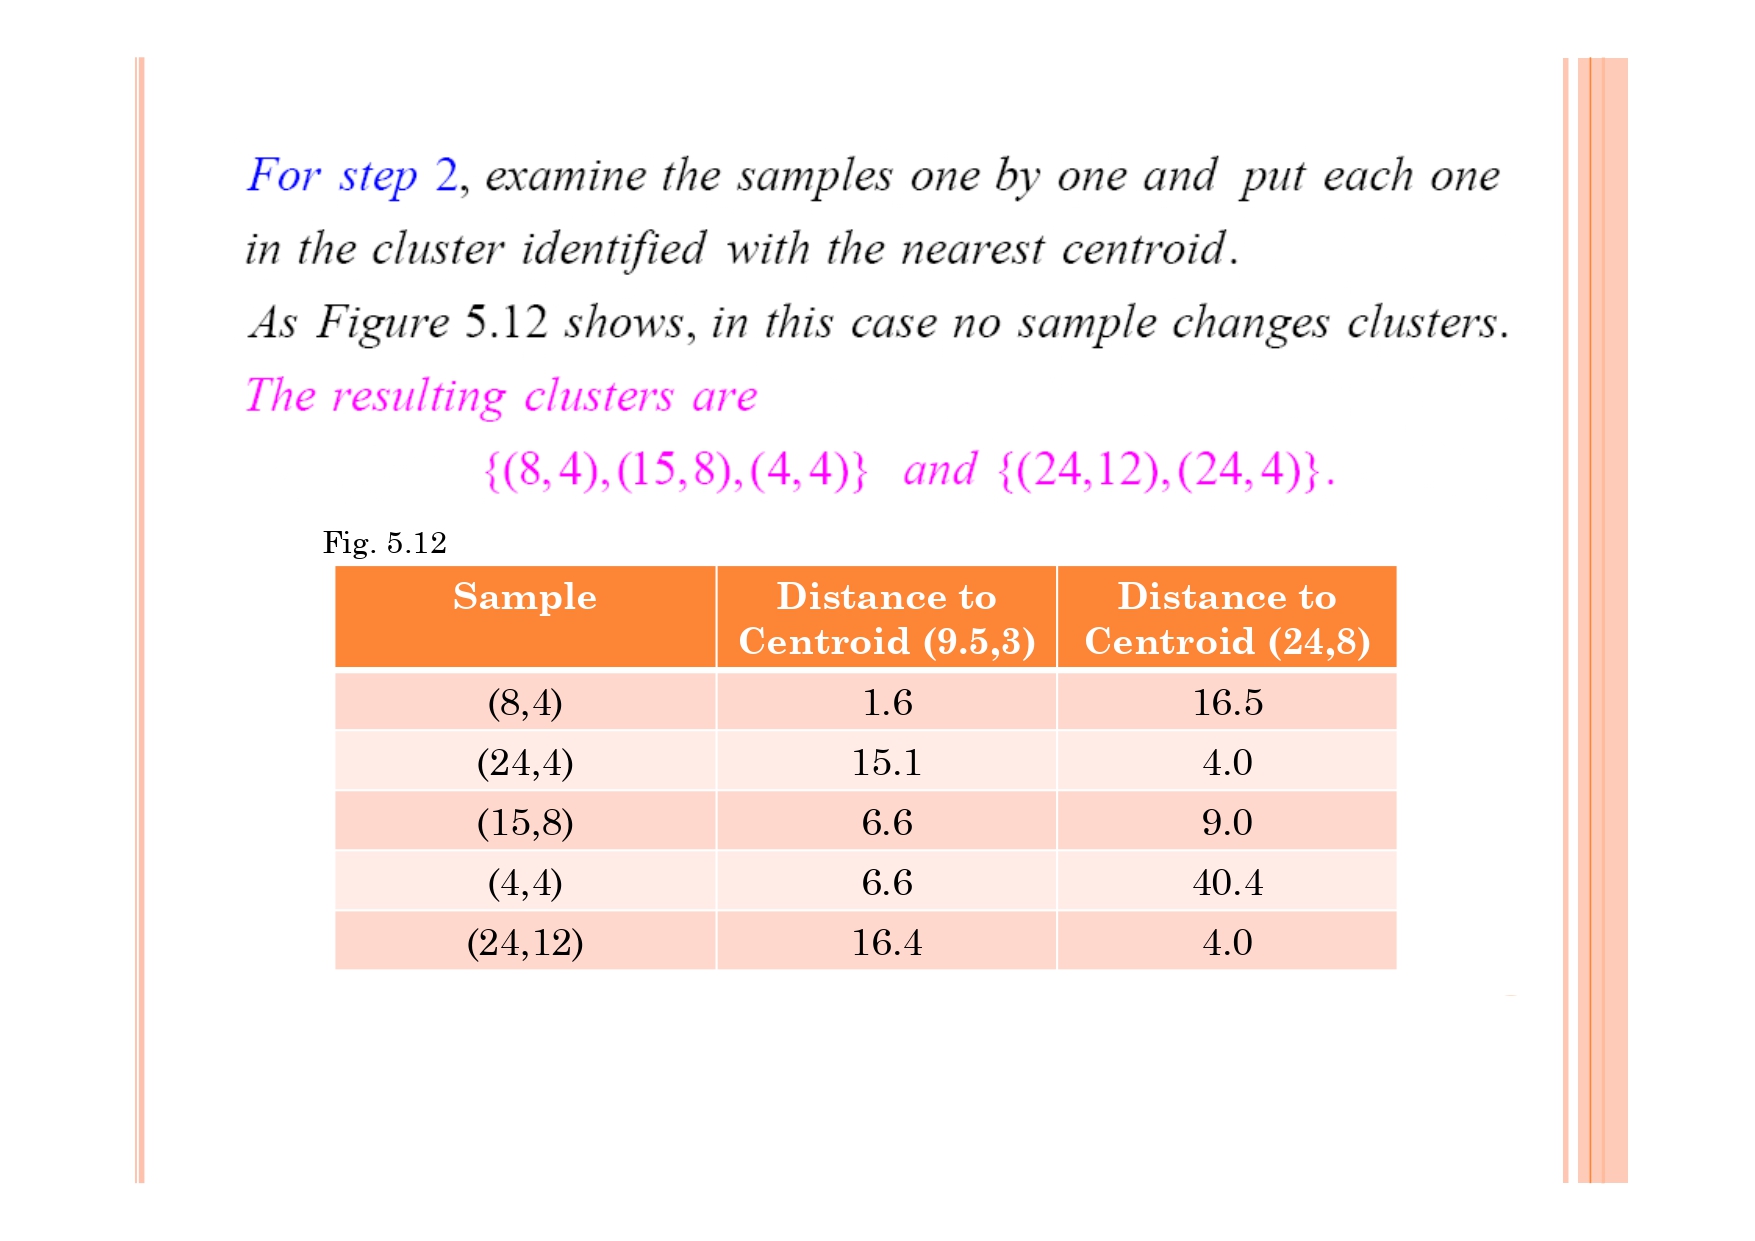 For step 2, examine the samples one by one and put each one
in the cluster identified with the nearest centroid.
As Figure 5.12 shows, in this case no sample changes clusters.
The resulting clusters are
{(8,4),(15,8),(4,4)} and {(24,12),(24,4)}.
Fig. 5.12
Sample Distance to Centroid (9.5,3) Distance to Centroid (24,8)
(8,4) 1.6 16.5
(24,4) 15.1 4.0
(15,8) 6.6 9.0
(4,4) 6.6 40.4
(24,12) 16.4 4.0